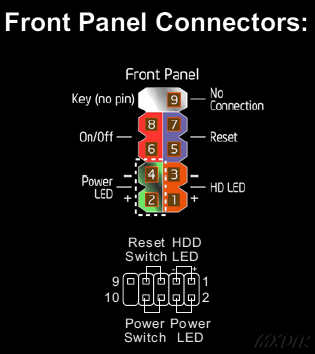 Front Panel Connectors:
Front Panel
Key (no pin) 9 No Connection
8 7
On/Off Reset
6 5
Power LED - 4 3 - HD LED
+ 2 1 +
Reset Switch HDD LED
+
9 1
10 2
Power Switch Power LED